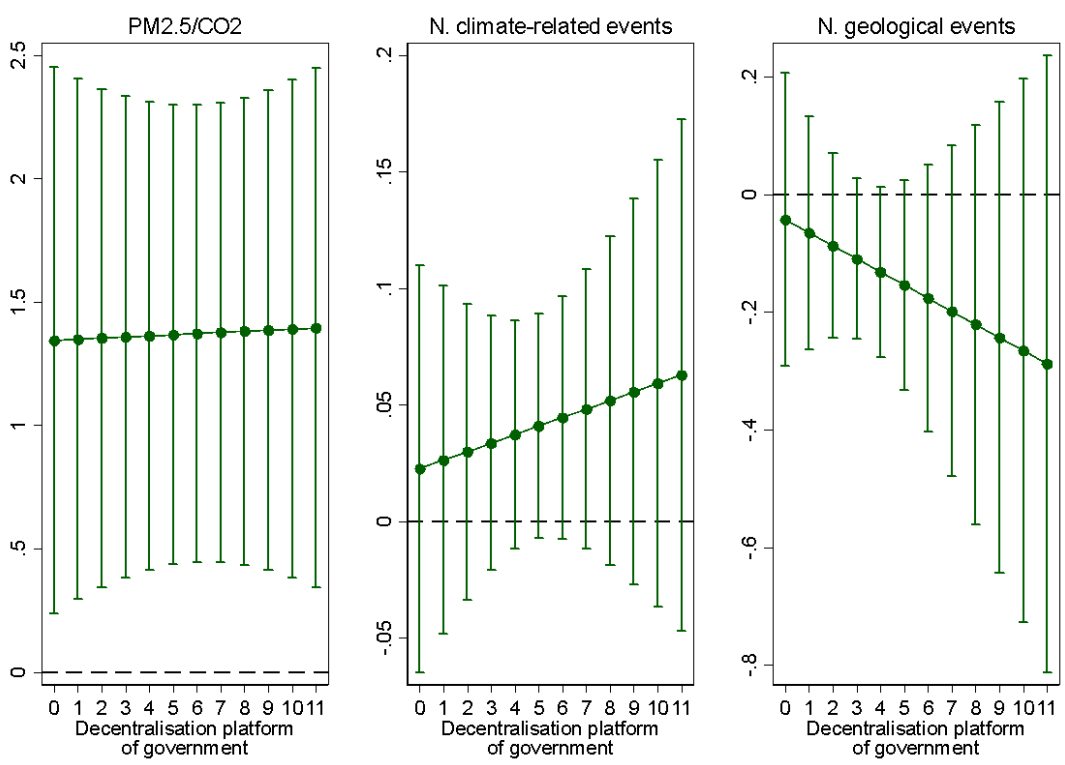 PM2.5/CO2
2.5
2
1.5
1
.5
0
0 1 2 3 4 5 6 7 8 9 10 11
Decentralisation platform
of government
N. climate-related events
.2
.15
.1
.05
0
-.05
0 1 2 3 4 5 6 7 8 9 10 11
Decentralisation platform
of government
N. geological events
.2
0
-.2
-.4
-.6
-.8
0 1 2 3 4 5 6 7 8 9 10 11
Decentralisation platform
of government